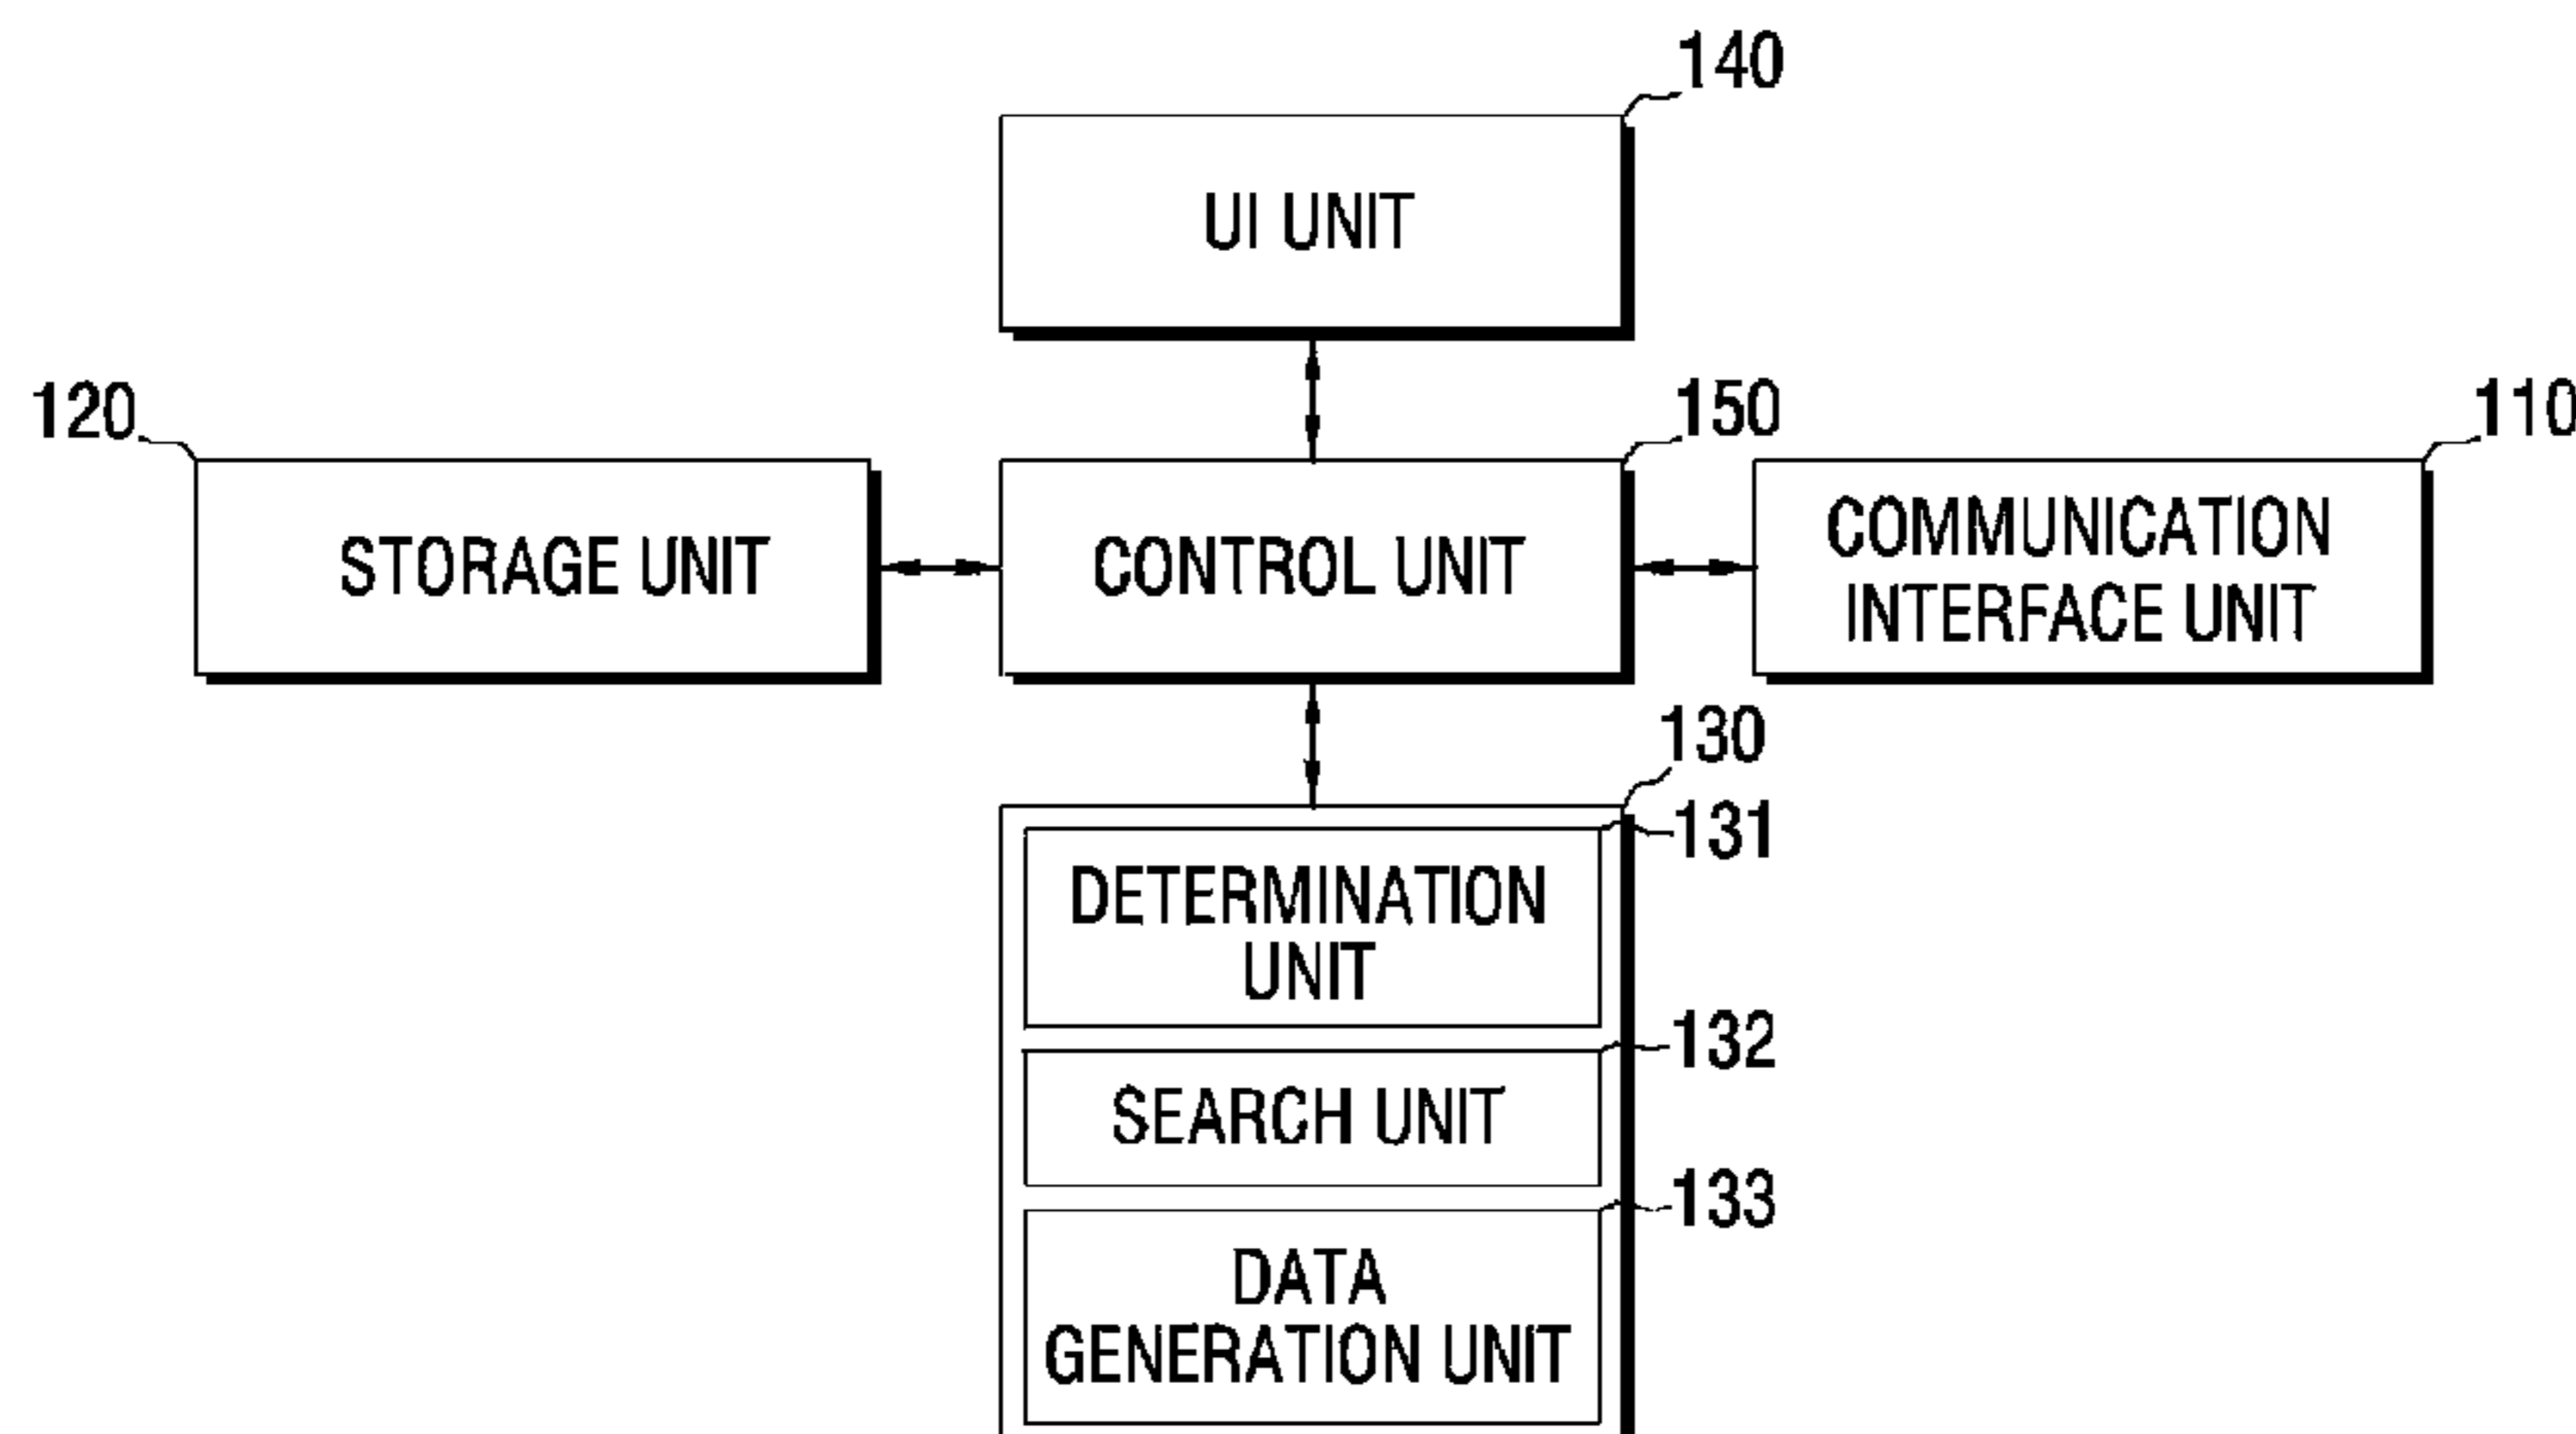 140
UI UNIT
120
150
110
STORAGE UNIT
CONTROL UNIT
COMMUNICATION
INTERFACE UNIT
130
131
DETERMINATION
UNIT
132
SEARCH UNIT
133
DATA
GENERATION UNIT